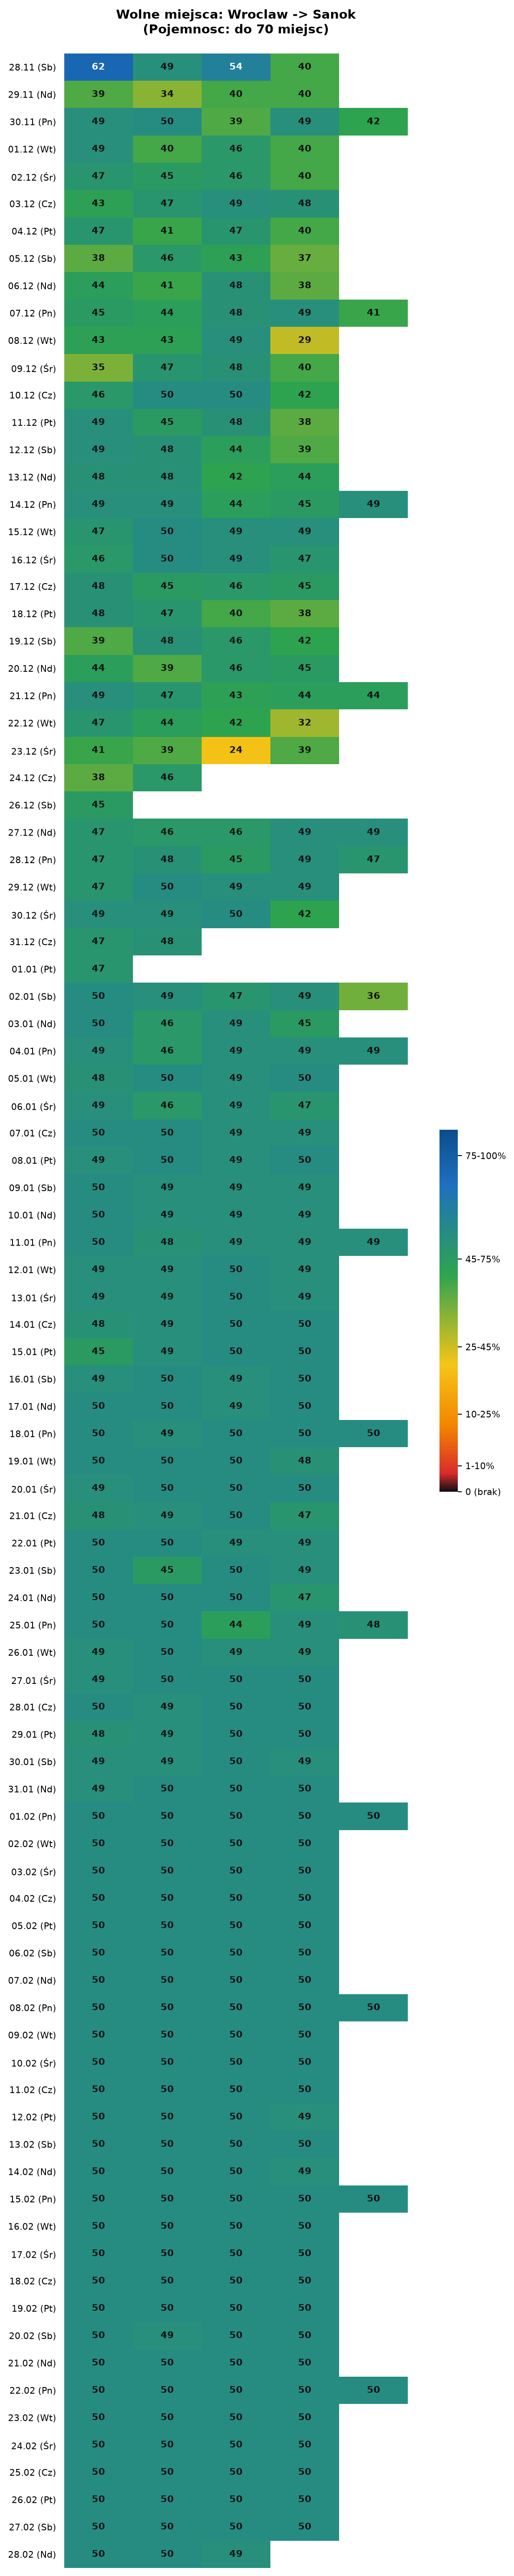 Wolne miejsca: Wroclaw -> Sanok
(Pojemnosc: do 70 miejsc)
28.11 (Sb) 62 49 54 40
29.11 (Nd) 39 34 40 40
30.11 (Pn) 49 50 39 49 42
01.12 (Wt) 49 40 46 40
02.12 (Śr) 47 45 46 40
03.12 (Cz) 43 47 49 48
04.12 (Pt) 47 41 47 40
05.12 (Sb) 38 46 43 37
06.12 (Nd) 44 41 48 38
07.12 (Pn) 45 44 48 49 41
08.12 (Wt) 43 43 49 29
09.12 (Śr) 35 47 48 40
10.12 (Cz) 46 50 50 42
11.12 (Pt) 49 45 48 38
12.12 (Sb) 49 48 44 39
13.12 (Nd) 48 48 42 44
14.12 (Pn) 49 49 44 45 49
15.12 (Wt) 47 50 49 49
16.12 (Śr) 46 50 49 47
17.12 (Cz) 48 45 46 45
18.12 (Pt) 48 47 40 38
19.12 (Sb) 39 48 46 42
20.12 (Nd) 44 39 46 45
21.12 (Pn) 49 47 43 44 44
22.12 (Wt) 47 44 42 32
23.12 (Śr) 41 39 24 39
24.12 (Cz) 38 46
26.12 (Sb) 45
27.12 (Nd) 47 46 46 49 49
28.12 (Pn) 47 48 45 49 47
29.12 (Wt) 47 50 49 49
30.12 (Śr) 49 49 50 42
31.12 (Cz) 47 48
01.01 (Pt) 47
02.01 (Sb) 50 49 47 49 36
03.01 (Nd) 50 46 49 45
04.01 (Pn) 49 46 49 49 49
05.01 (Wt) 48 50 49 50
06.01 (Śr) 49 46 49 47
07.01 (Cz) 50 50 49 49
08.01 (Pt) 49 50 49 50
09.01 (Sb) 50 49 49 49
10.01 (Nd) 50 49 49 49
11.01 (Pn) 50 48 49 49 49
12.01 (Wt) 49 49 50 49
13.01 (Śr) 49 49 50 49
14.01 (Cz) 48 49 50 50
15.01 (Pt) 45 49 50 50
16.01 (Sb) 49 50 49 50
17.01 (Nd) 50 50 49 50
18.01 (Pn) 50 49 50 50 50
19.01 (Wt) 50 50 50 48
20.01 (Śr) 49 50 50 50
21.01 (Cz) 48 49 50 47
22.01 (Pt) 50 50 49 49
23.01 (Sb) 50 45 50 49
24.01 (Nd) 50 50 50 47
25.01 (Pn) 50 50 44 49 48
26.01 (Wt) 49 50 49 49
27.01 (Śr) 49 50 50 50
28.01 (Cz) 50 49 50 50
29.01 (Pt) 48 49 50 50
30.01 (Sb) 49 49 50 49
31.01 (Nd) 49 50 50 50
01.02 (Pn) 50 50 50 50 50
02.02 (Wt) 50 50 50 50
03.02 (Śr) 50 50 50 50
04.02 (Cz) 50 50 50 50
05.02 (Pt) 50 50 50 50
06.02 (Sb) 50 50 50 50
07.02 (Nd) 50 50 50 50
08.02 (Pn) 50 50 50 50 50
09.02 (Wt) 50 50 50 50
10.02 (Śr) 50 50 50 50
11.02 (Cz) 50 50 50 50
12.02 (Pt) 50 50 50 49
13.02 (Sb) 50 50 50 50
14.02 (Nd) 50 50 50 49
15.02 (Pn) 50 50 50 50 50
16.02 (Wt) 50 50 50 50
17.02 (Śr) 50 50 50 50
18.02 (Cz) 50 50 50 50
19.02 (Pt) 50 50 50 50
20.02 (Sb) 50 49 50 50
21.02 (Nd) 50 50 50 50
22.02 (Pn) 50 50 50 50 50
23.02 (Wt) 50 50 50 50
24.02 (Śr) 50 50 50 50
25.02 (Cz) 50 50 50 50
26.02 (Pt) 50 50 50 50
27.02 (Sb) 50 50 50 50
28.02 (Nd) 50 50 49
75-100%
45-75%
25-45%
10-25%
1-10%
0 (brak)